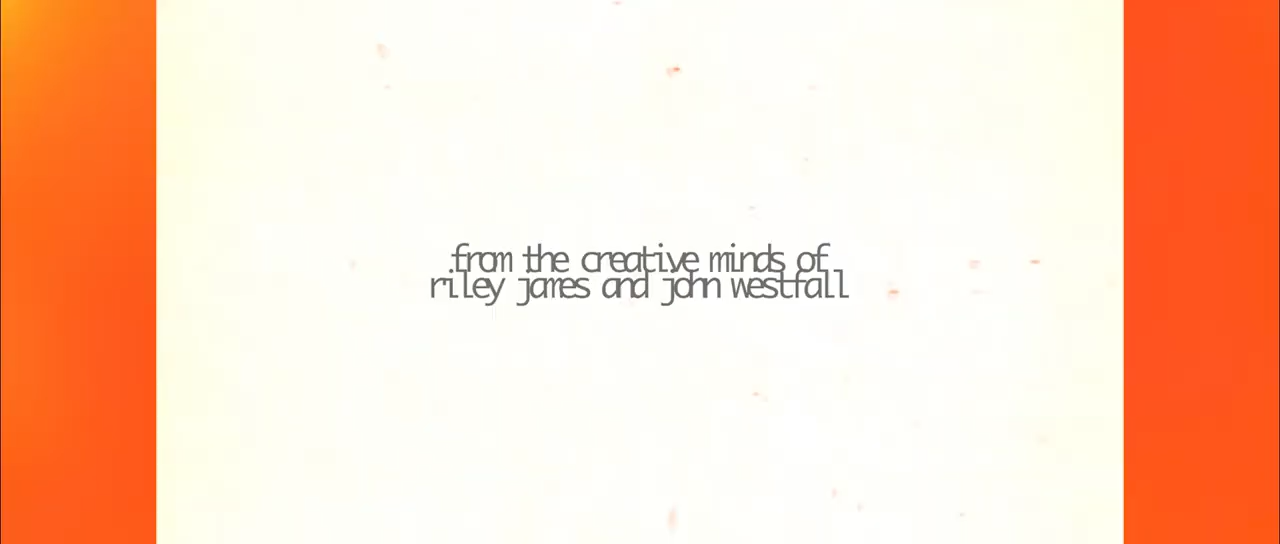 from the creative minds of
riley james and john westfall